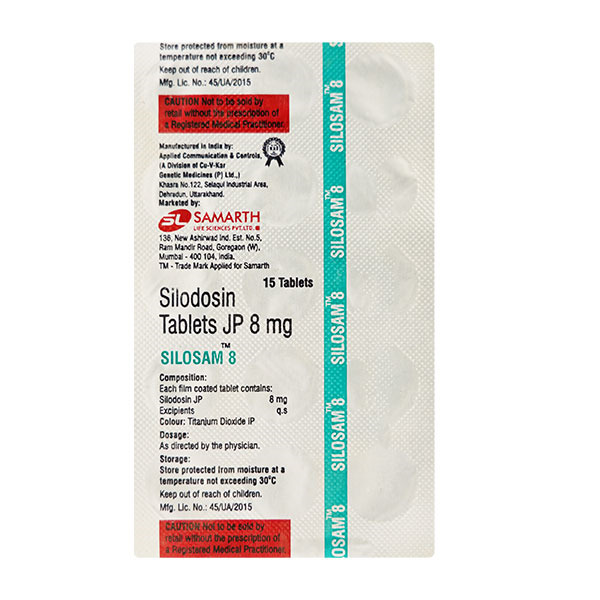 Store protected from moisture at a
temperature not exceeding 30°C
Keep out of reach of children.
Mfg. Lic. No.: 45/UA/2015
CAUTION Not to be sold by
retail without the prescription of
a Registered Medical Practitioner.
Manufactured in India by:
Applied Communication & Controls,
(A Division of Cu-V-Kar
Genetic Medicines (P) Ltd.,)
Khasra No.122, Selaqui Industrial Area,
Dehradun, Uttarakhand.
Marketed by:
SL SAMARTH
LIFE SCIENCES PVT.LTD.
138, New Ashirwad Ind. Est. No.5,
Ram Mandir Road, Goregaon (W),
Mumbai - 400 104, India.
TM - Trade Mark Applied for Samarth
15 Tablets
Silodosin
Tablets JP 8 mg
SILOSAM™ 8
Composition:
Each film coated tablet contains:
Silodosin JP 8 mg
Excipients q.s
Colour: Titanium Dioxide IP
Dosage:
As directed by the physician.
Storage:
Store protected from moisture at a
temperature not exceeding 30°C
Keep out of reach of children.
Mfg. Lic. No.: 45/UA/2015
CAUTION Not to be sold by
retail without the prescription of
a Registered Medical Practitioner.
SILOSAM™ 8
SILOSAM™ 8
SILOSAM™ 8
SILOSAM™ 8
OSAM™ 8